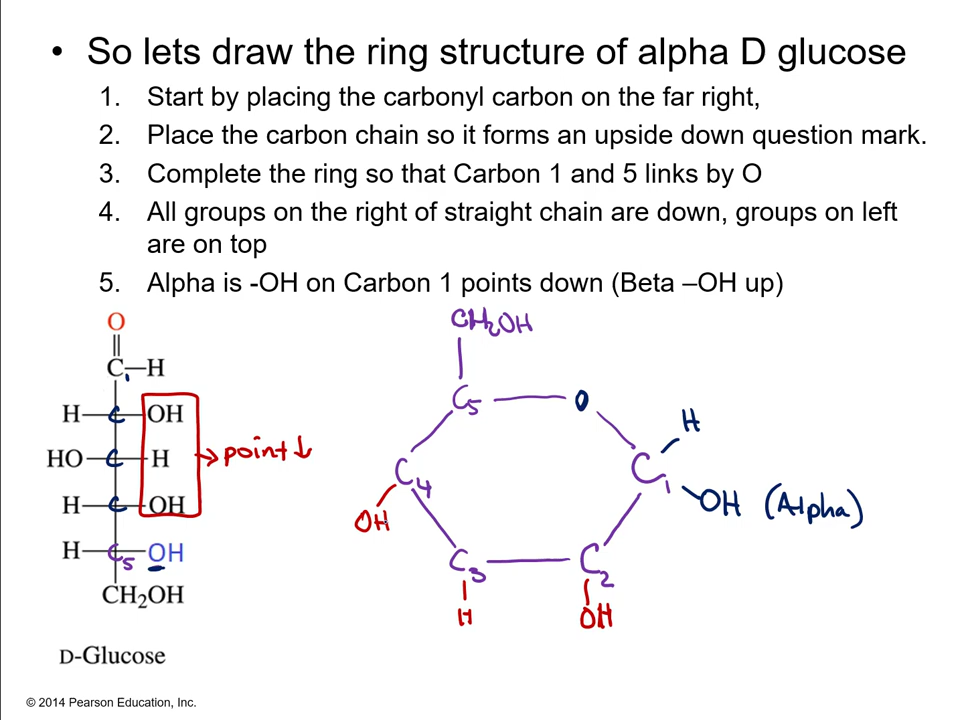 • So lets draw the ring structure of alpha D glucose
1. Start by placing the carbonyl carbon on the far right,
2. Place the carbon chain so it forms an upside down question mark.
3. Complete the ring so that Carbon 1 and 5 links by O
4. All groups on the right of straight chain are down, groups on left
are on top
5. Alpha is -OH on Carbon 1 points down (Beta –OH up)
O
C1–H
H–C–OH
HO–C–H
H–C–OH
H–C5–OH
CH2OH
D-Glucose
→ point ↓
CH2OH
C5 O
H
C4 C1
OH OH (Alpha)
C3 C2
H OH
© 2014 Pearson Education, Inc.